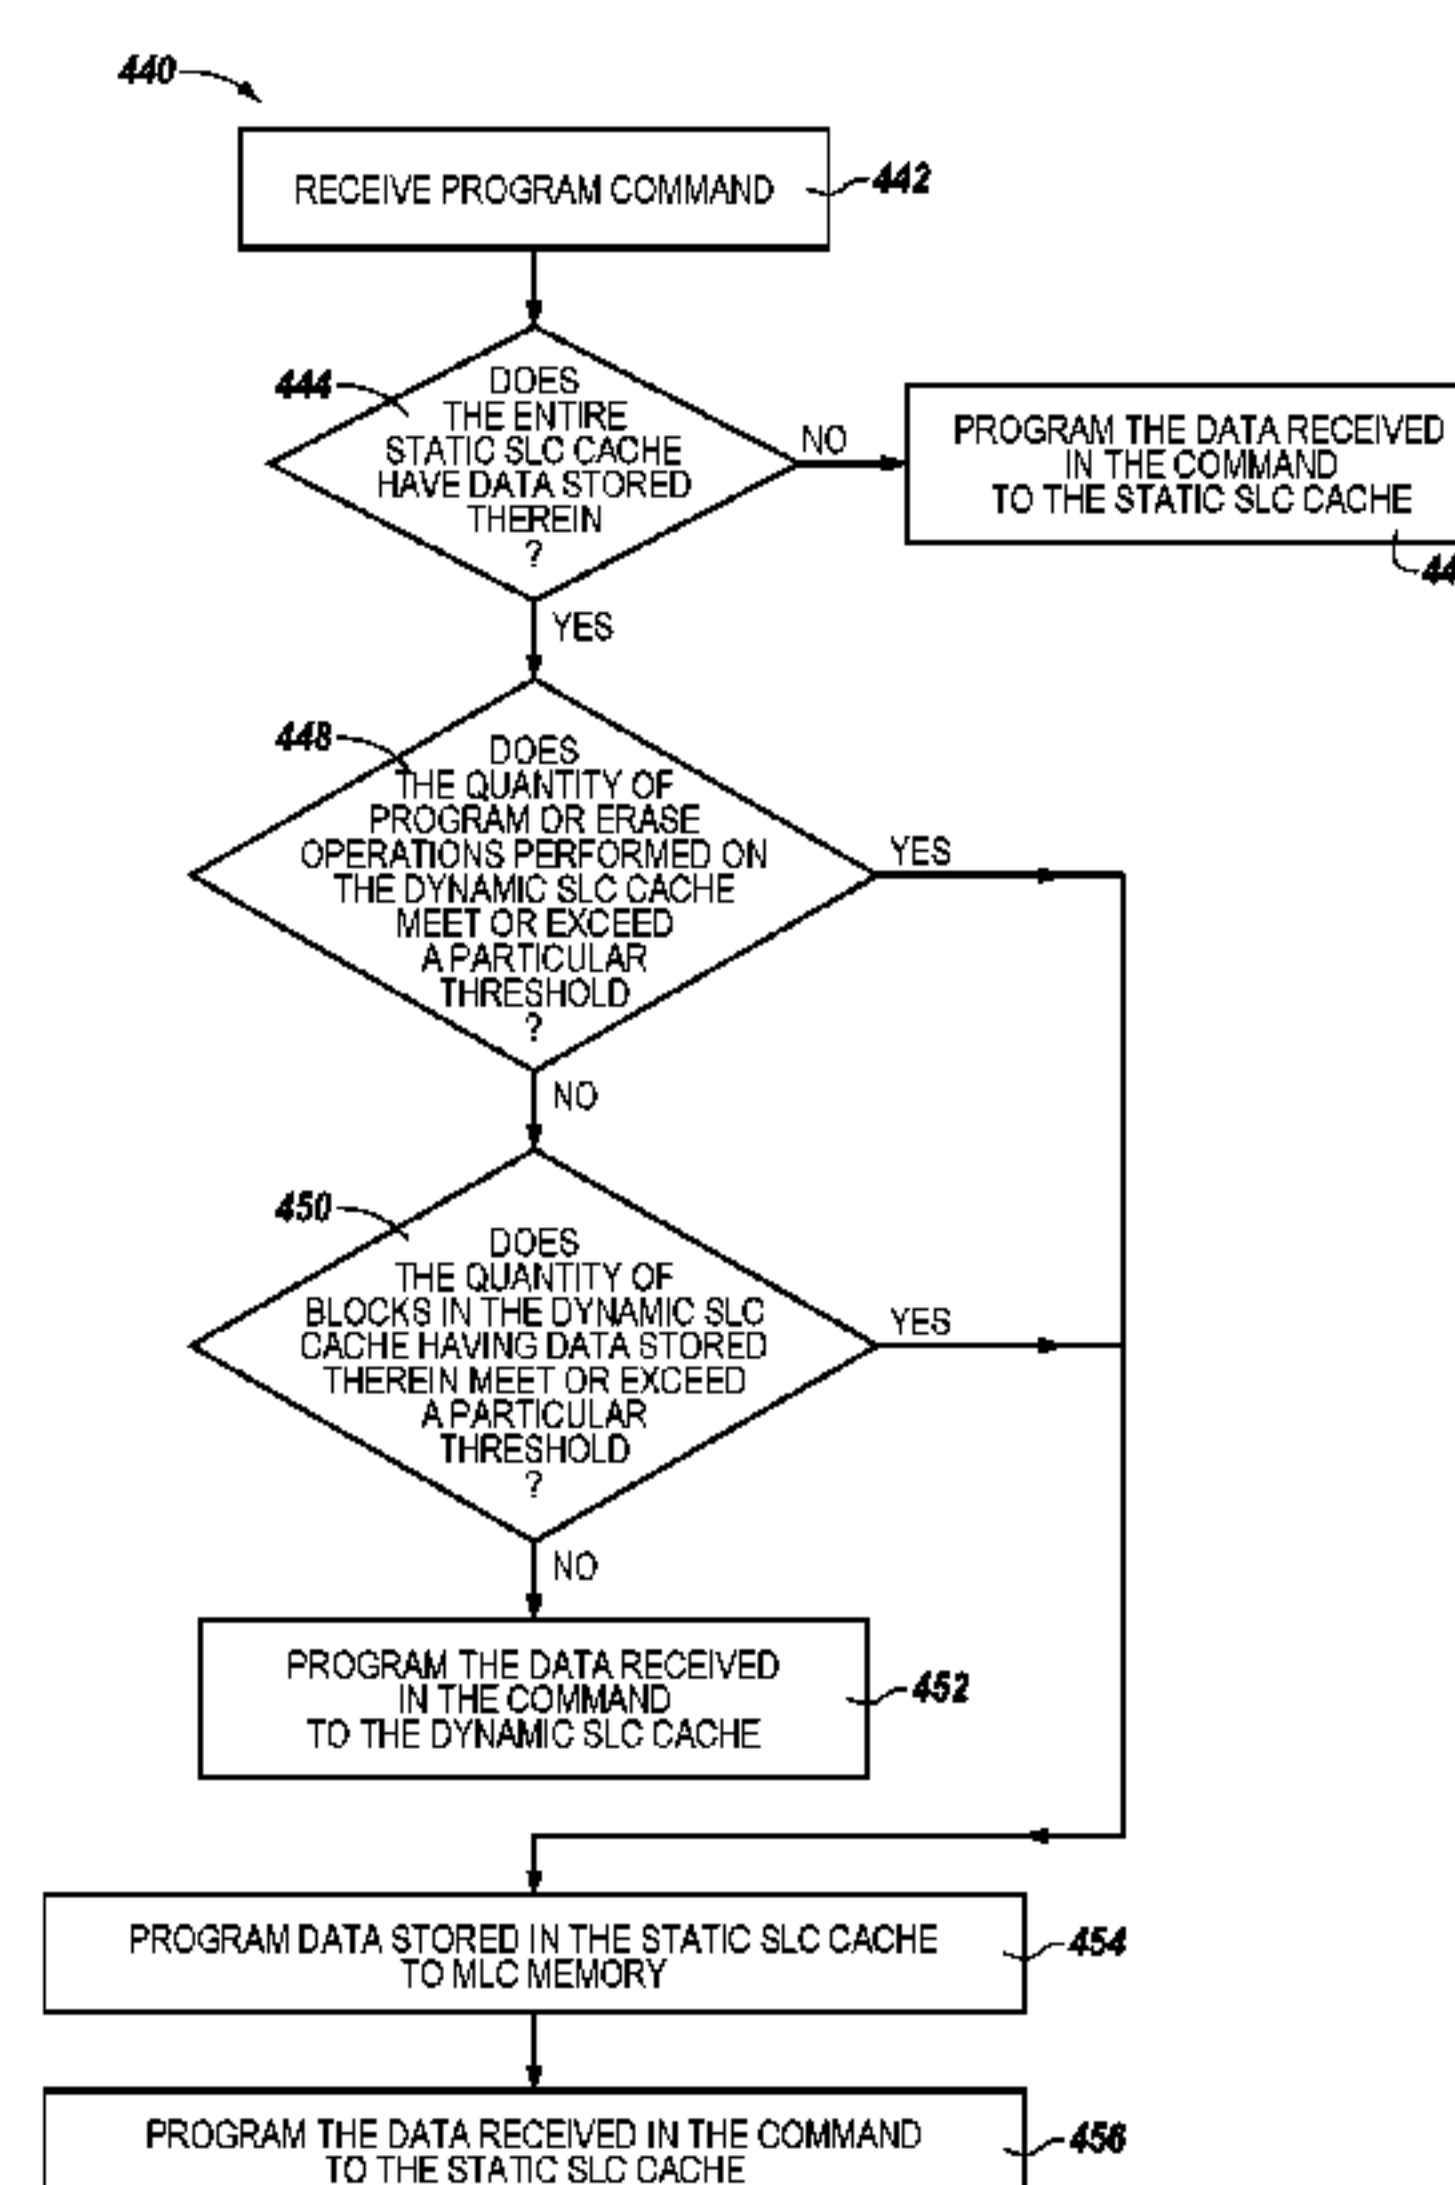 440
RECEIVE PROGRAM COMMAND
442
444
DOES
THE ENTIRE
STATIC SLC CACHE
HAVE DATA STORED
THEREIN
?
NO
PROGRAM THE DATA RECEIVED
IN THE COMMAND
TO THE STATIC SLC CACHE
YES
448
DOES
THE QUANTITY OF
PROGRAM OR ERASE
OPERATIONS PERFORMED ON
THE DYNAMIC SLC CACHE
MEET OR EXCEED
A PARTICULAR
THRESHOLD
?
YES
NO
450
DOES
THE QUANTITY OF
BLOCKS IN THE DYNAMIC SLC
CACHE HAVING DATA STORED
THEREIN MEET OR EXCEED
A PARTICULAR
THRESHOLD
?
YES
NO
PROGRAM THE DATA RECEIVED
IN THE COMMAND
TO THE DYNAMIC SLC CACHE
452
PROGRAM DATA STORED IN THE STATIC SLC CACHE
TO MLC MEMORY
454
PROGRAM THE DATA RECEIVED IN THE COMMAND
TO THE STATIC SLC CACHE
456